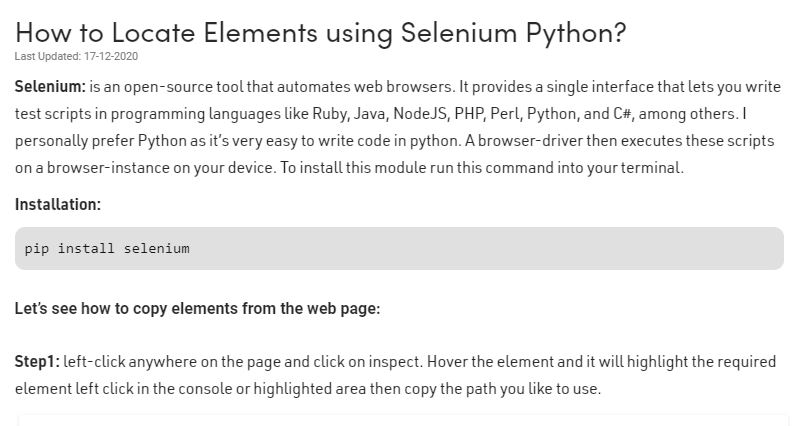 How to Locate Elements using Selenium Python?
Last Updated: 17-12-2020
Selenium: is an open-source tool that automates web browsers. It provides a single interface that lets you write
test scripts in programming languages like Ruby, Java, NodeJS, PHP, Perl, Python, and C#, among others. I
personally prefer Python as it's very easy to write code in python. A browser-driver then executes these scripts
on a browser-instance on your device. To install this module run this command into your terminal.
Installation:
pip install selenium
Let's see how to copy elements from the web page:
Step1: left-click anywhere on the page and click on inspect. Hover the element and it will highlight the required
element left click in the console or highlighted area then copy the path you like to use.